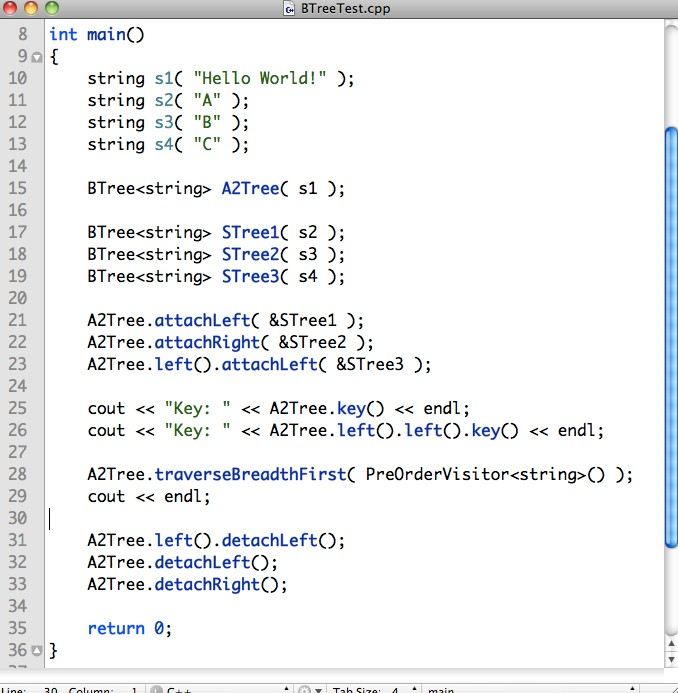 BTreeTest.cpp
8 int main()
9 {
10     string s1( "Hello World!" );
11     string s2( "A" );
12     string s3( "B" );
13     string s4( "C" );
14
15     BTree<string> A2Tree( s1 );
16
17     BTree<string> STree1( s2 );
18     BTree<string> STree2( s3 );
19     BTree<string> STree3( s4 );
20
21     A2Tree.attachLeft( &STree1 );
22     A2Tree.attachRight( &STree2 );
23     A2Tree.left().attachLeft( &STree3 );
24
25     cout << "Key: " << A2Tree.key() << endl;
26     cout << "Key: " << A2Tree.left().left().key() << endl;
27
28     A2Tree.traverseBreadthFirst( PreOrderVisitor<string>() );
29     cout << endl;
30
31     A2Tree.left().detachLeft();
32     A2Tree.detachLeft();
33     A2Tree.detachRight();
34
35     return 0;
36 }
Line: 30 Column: 1 C++ Tab Size: 4 main